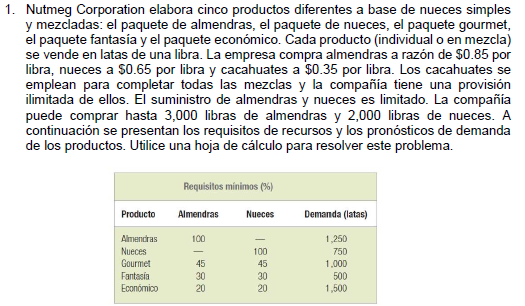 1. Nutmeg Corporation elabora cinco productos diferentes a base de nueces simples
y mezcladas: el paquete de almendras, el paquete de nueces, el paquete gourmet,
el paquete fantasía y el paquete económico. Cada producto (individual o en mezcla)
se vende en latas de una libra. La empresa compra almendras a razón de $0.85 por
libra, nueces a $0.65 por libra y cacahuates a $0.35 por libra. Los cacahuates se
emplean para completar todas las mezclas y la compañía tiene una provisión
ilimitada de ellos. El suministro de almendras y nueces es limitado. La compañía
puede comprar hasta 3,000 libras de almendras y 2,000 libras de nueces. A
continuación se presentan los requisitos de recursos y los pronósticos de demanda
de los productos. Utilice una hoja de cálculo para resolver este problema.
Requisitos mínimos (%)
Producto Almendras Nueces Demanda (latas)
Almendras 100 — 1,250
Nueces — 100 750
Gourmet 45 45 1,000
Fantasía 30 30 500
Económico 20 20 1,500